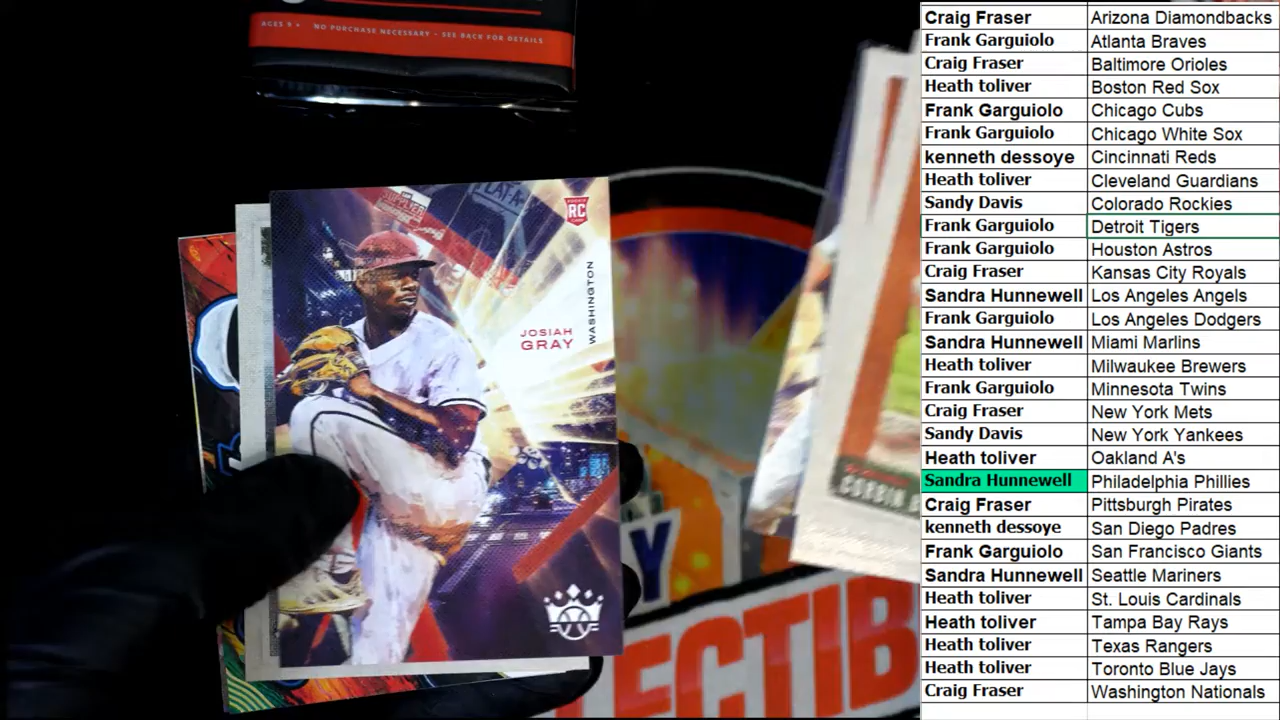 AGES 9+ NO PURCHASE NECESSARY - SEE BACK FOR DETAILS
RC
WASHINGTON
JOSIAH
GRAY
CORBIN
Y
ECTIB
Craig Fraser Arizona Diamondbacks
Frank Garguiolo Atlanta Braves
Craig Fraser Baltimore Orioles
Heath toliver Boston Red Sox
Frank Garguiolo Chicago Cubs
Frank Garguiolo Chicago White Sox
kenneth dessoye Cincinnati Reds
Heath toliver Cleveland Guardians
Sandy Davis Colorado Rockies
Frank Garguiolo Detroit Tigers
Frank Garguiolo Houston Astros
Craig Fraser Kansas City Royals
Sandra Hunnewell Los Angeles Angels
Frank Garguiolo Los Angeles Dodgers
Sandra Hunnewell Miami Marlins
Heath toliver Milwaukee Brewers
Frank Garguiolo Minnesota Twins
Craig Fraser New York Mets
Sandy Davis New York Yankees
Heath toliver Oakland A's
Sandra Hunnewell Philadelphia Phillies
Craig Fraser Pittsburgh Pirates
kenneth dessoye San Diego Padres
Frank Garguiolo San Francisco Giants
Sandra Hunnewell Seattle Mariners
Heath toliver St. Louis Cardinals
Heath toliver Tampa Bay Rays
Heath toliver Texas Rangers
Heath toliver Toronto Blue Jays
Craig Fraser Washington Nationals